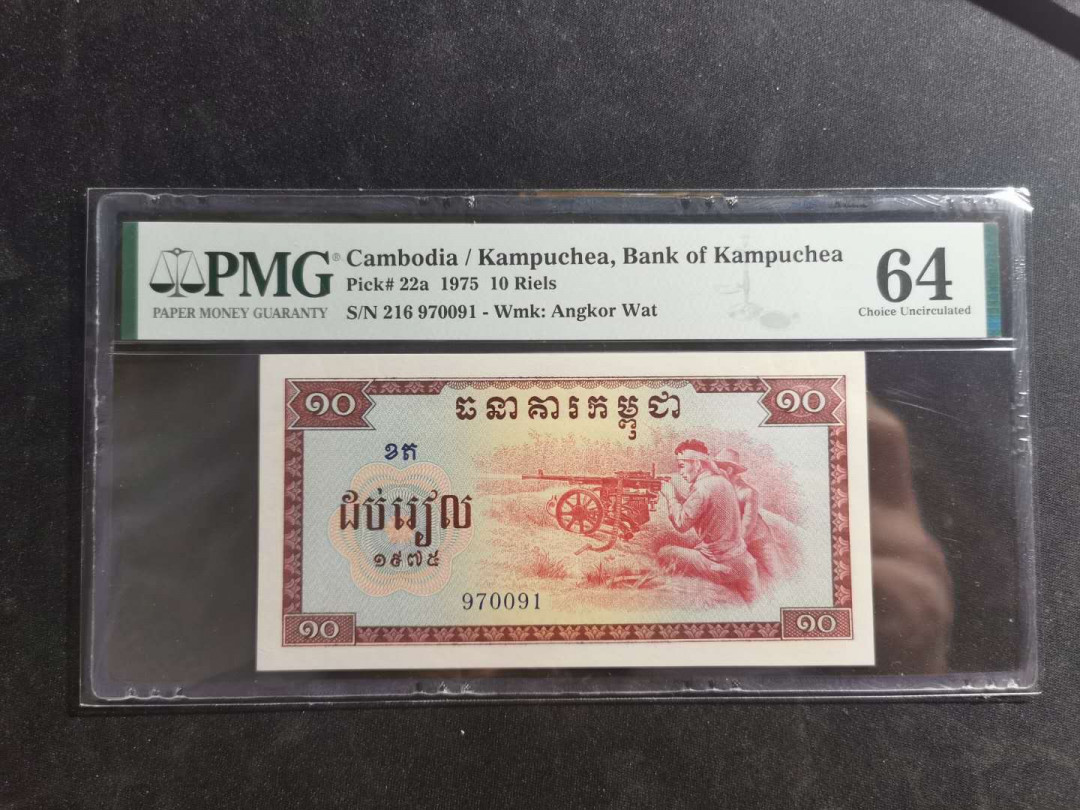 PMG®
PAPER MONEY GUARANTY
Cambodia / Kampuchea, Bank of Kampuchea
Pick# 22a 1975 10 Riels
S/N 216 970091 - Wmk: Angkor Wat
64
Choice Uncirculated
១០
ធនាគារកម្ពុជា
១០
ខត
ដប់រៀល
១៩៧៥
970091
១០
១០